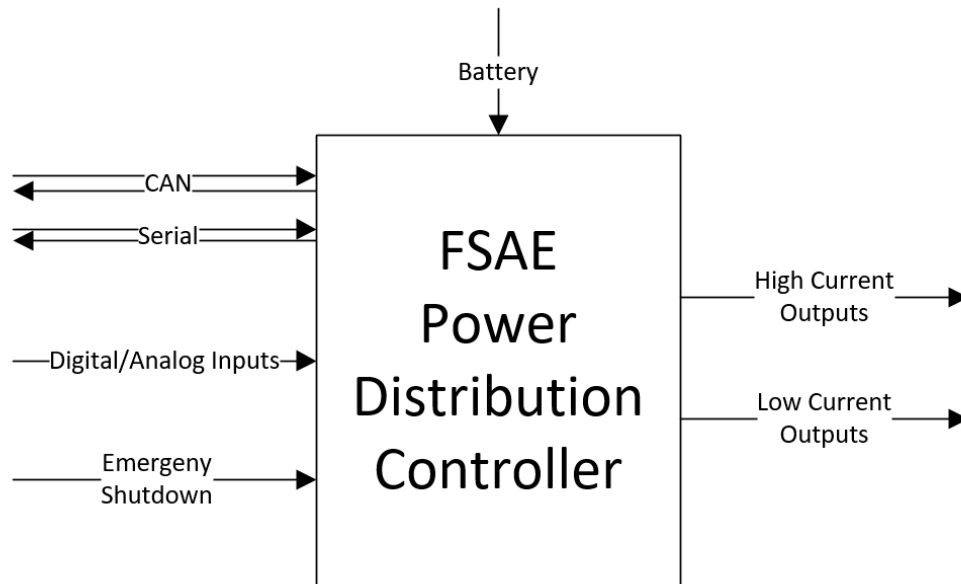 Battery
CAN
Serial
Digital/Analog Inputs
Emergeny
Shutdown
FSAE
Power
Distribution
Controller
High Current
Outputs
Low Current
Outputs